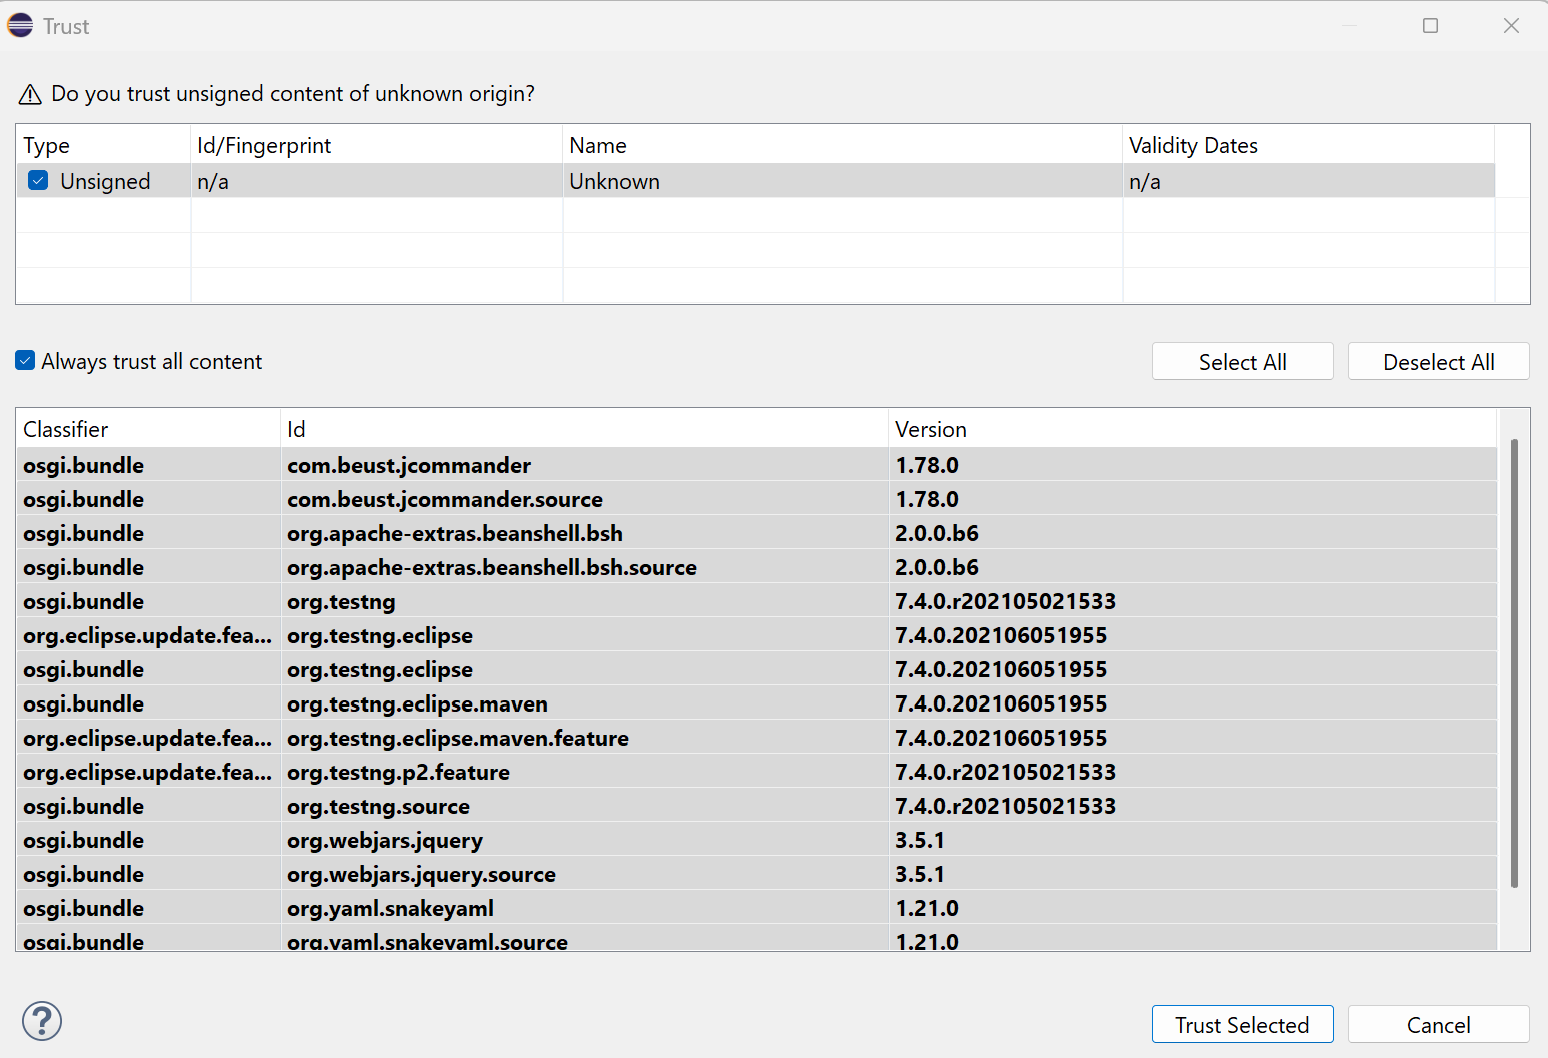 Trust
Do you trust unsigned content of unknown origin?
Type Id/Fingerprint Name Validity Dates
Unsigned n/a Unknown n/a
Always trust all content Select All Deselect All
Classifier Id Version
osgi.bundle com.beust.jcommander 1.78.0
osgi.bundle com.beust.jcommander.source 1.78.0
osgi.bundle org.apache-extras.beanshell.bsh 2.0.0.b6
osgi.bundle org.apache-extras.beanshell.bsh.source 2.0.0.b6
osgi.bundle org.testng 7.4.0.r202105021533
org.eclipse.update.fea... org.testng.eclipse 7.4.0.202106051955
osgi.bundle org.testng.eclipse 7.4.0.202106051955
osgi.bundle org.testng.eclipse.maven 7.4.0.202106051955
org.eclipse.update.fea... org.testng.eclipse.maven.feature 7.4.0.202106051955
org.eclipse.update.fea... org.testng.p2.feature 7.4.0.r202105021533
osgi.bundle org.testng.source 7.4.0.r202105021533
osgi.bundle org.webjars.jquery 3.5.1
osgi.bundle org.webjars.jquery.source 3.5.1
osgi.bundle org.yaml.snakeyaml 1.21.0
osgi.bundle org.yaml.snakeyaml.source 1.21.0
? Trust Selected Cancel